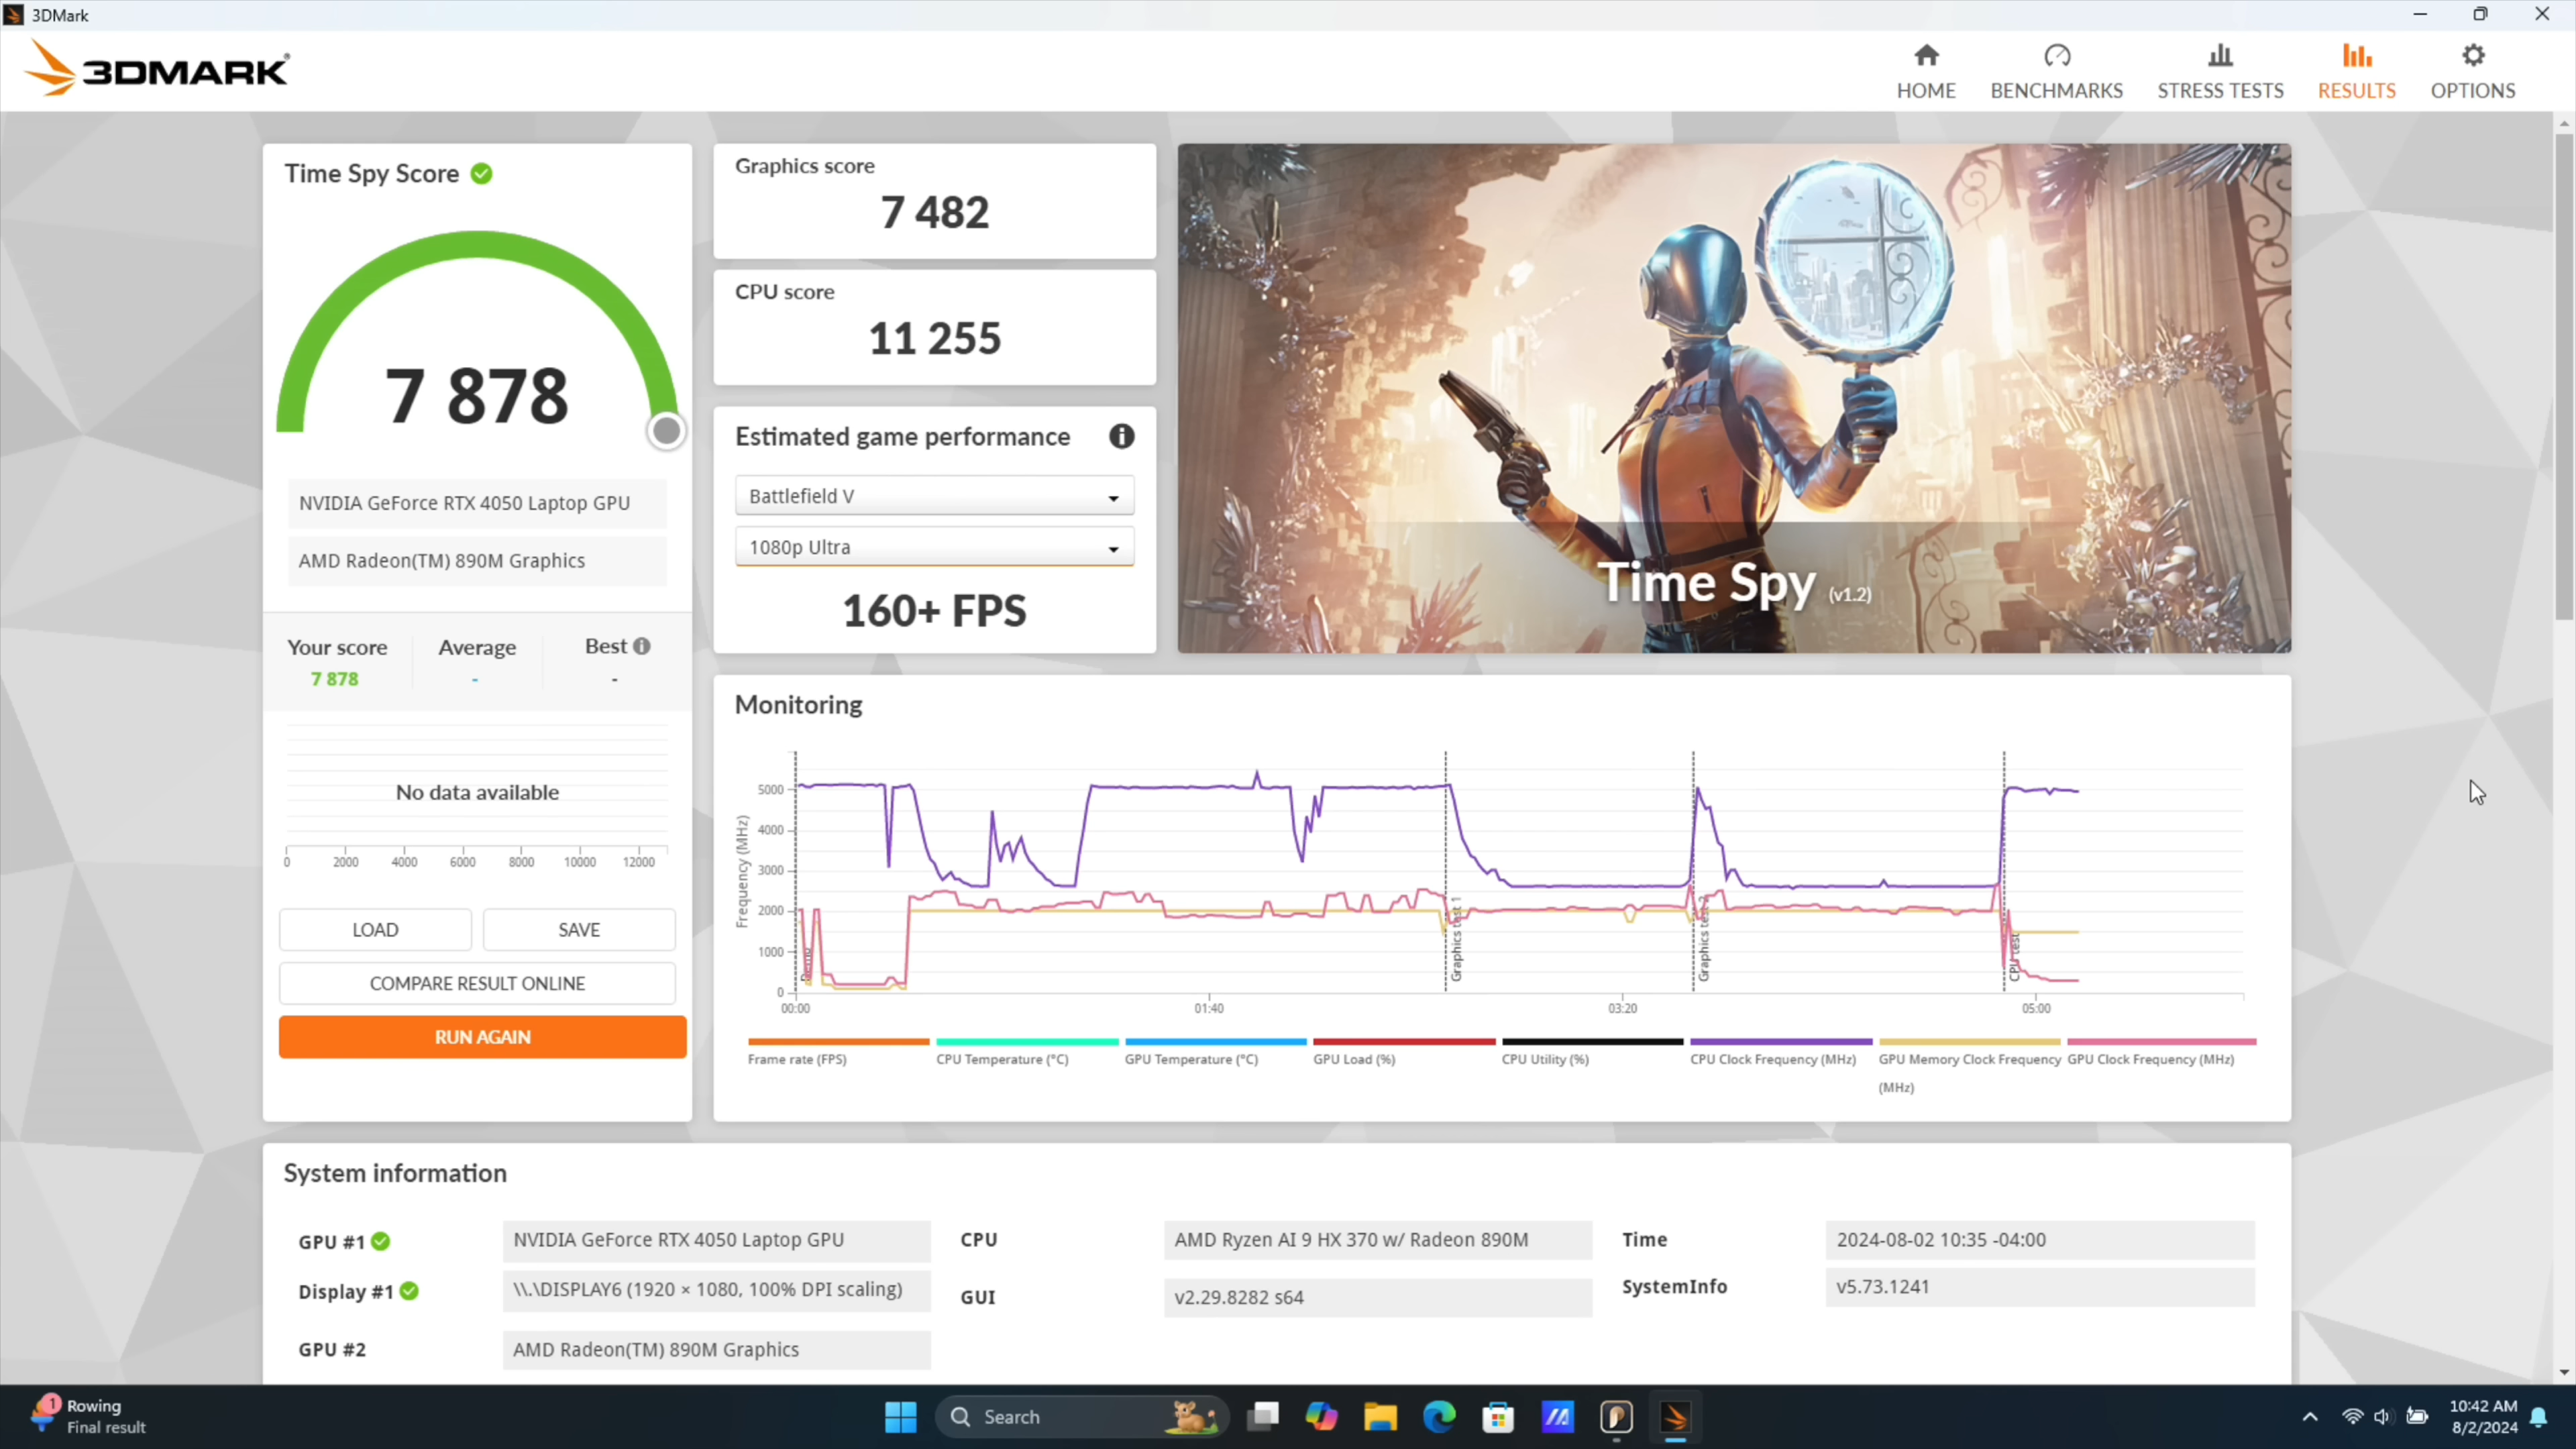 3DMark
3DMARK
HOME
BENCHMARKS
STRESS TESTS
RESULTS
OPTIONS
Time Spy Score
7 878
NVIDIA GeForce RTX 4050 Laptop GPU
AMD Radeon(TM) 890M Graphics
Your score
7 878
Average
-
Best
-
No data available
0 2000 4000 6000 8000 10000 12000
LOAD
SAVE
COMPARE RESULT ONLINE
RUN AGAIN
Graphics score
7 482
CPU score
11 255
Estimated game performance
Battlefield V
1080p Ultra
160+ FPS
Time Spy (v1.2)
Monitoring
Frequency (MHz)
5000
4000
3000
2000
1000
0
Graphics test 1
CPU test
00:00 01:40 03:20 05:00
Frame rate (FPS)
CPU Temperature (°C)
GPU Temperature (°C)
GPU Load (%)
CPU Utility (%)
CPU Clock Frequency (MHz)
GPU Memory Clock Frequency
(MHz)
GPU Clock Frequency (MHz)
System information
GPU #1
NVIDIA GeForce RTX 4050 Laptop GPU
Display #1
\\.\DISPLAY6 (1920 × 1080, 100% DPI scaling)
GPU #2
AMD Radeon(TM) 890M Graphics
CPU
AMD Ryzen AI 9 HX 370 w/ Radeon 890M
GUI
v2.29.8282 s64
Time
2024-08-02 10:35 -04:00
SystemInfo
v5.73.1241
1
Rowing
Final result
Search
10:42 AM
8/2/2024